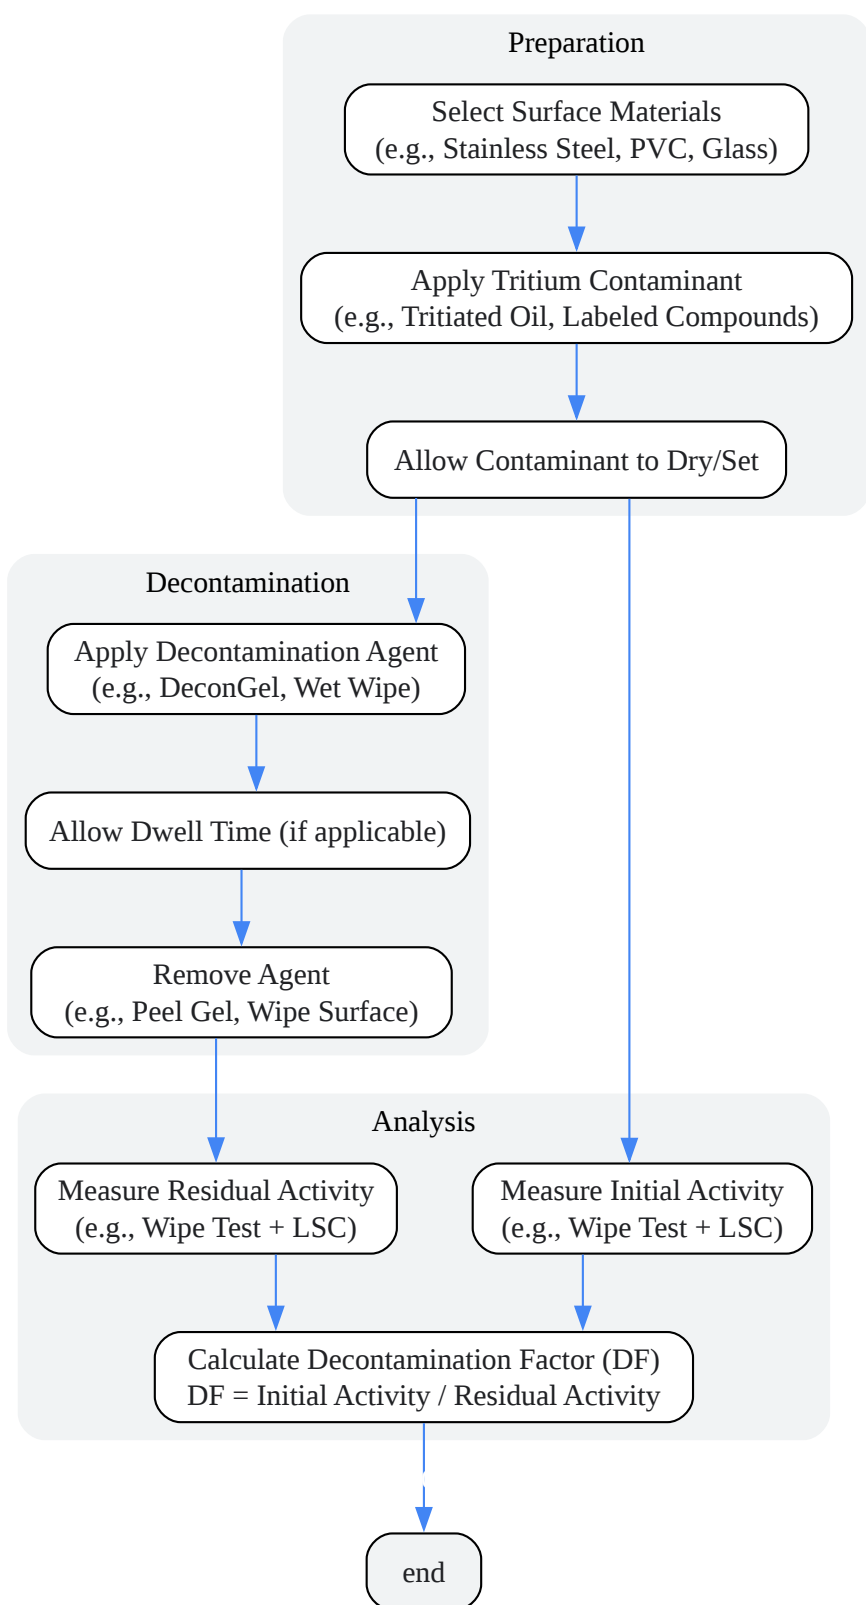 Preparation
Select Surface Materials
(e.g., Stainless Steel, PVC, Glass)
Apply Tritium Contaminant
(e.g., Tritiated Oil, Labeled Compounds)
Allow Contaminant to Dry/Set
Decontamination
Apply Decontamination Agent
(e.g., DeconGel, Wet Wipe)
Allow Dwell Time (if applicable)
Remove Agent
(e.g., Peel Gel, Wipe Surface)
Analysis
Measure Residual Activity
(e.g., Wipe Test + LSC)
Measure Initial Activity
(e.g., Wipe Test + LSC)
Calculate Decontamination Factor (DF)
DF = Initial Activity / Residual Activity
end